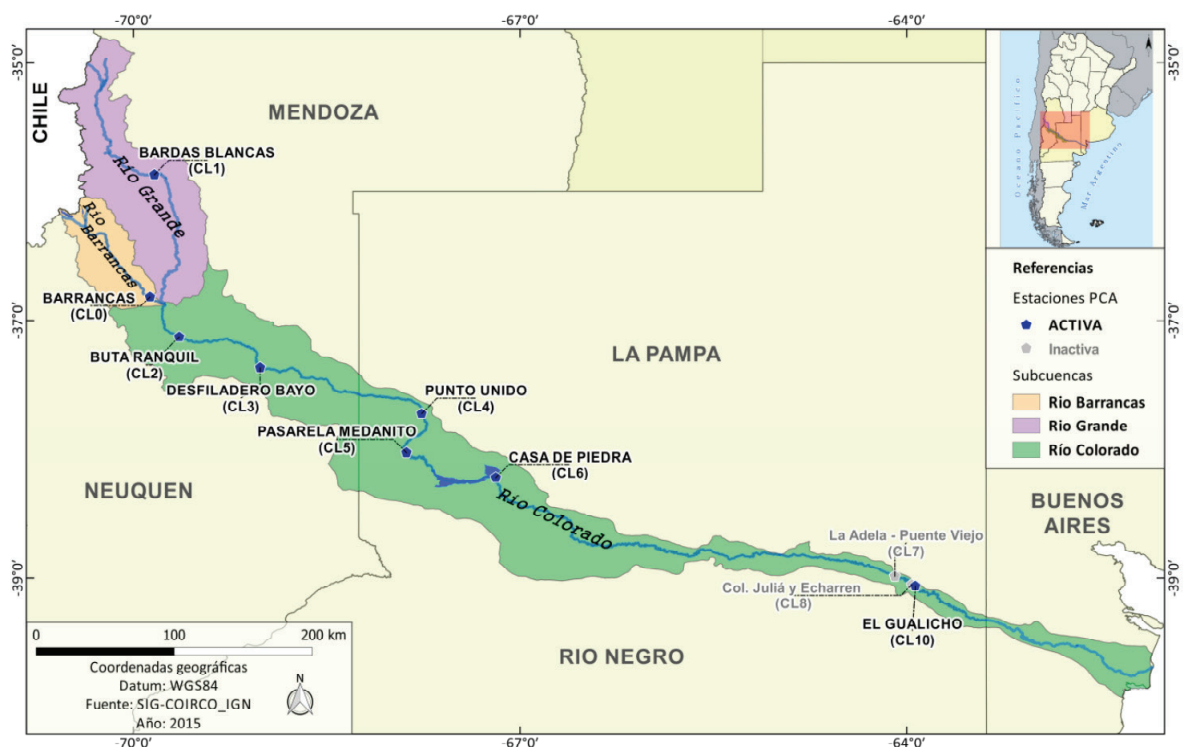 -70°0'
-67°0'
-64°0'
-35°0'
-35°0'
CHILE
MENDOZA
BARDAS BLANCAS
(CL1)
Río Grande
Río
Barrancas
BARRANCAS
(CL0)
-37°0'
-37°0'
BUTA RANQUIL
(CL2)
DESFILADERO BAYO
(CL3)
LA PAMPA
PUNTO UNIDO
(CL4)
PASARELA MEDANITO
(CL5)
CASA DE PIEDRA
(CL6)
Río Colorado
NEUQUEN
BUENOS
AIRES
La Adela - Puente Viejo
(CL7)
Col. Juliá y Echarren
(CL8)
EL GUALICHO
(CL10)
-39°0'
-39°0'
RIO NEGRO
Oceano Pacífico
Mar Argentino
Referencias
Estaciones PCA
ACTIVA
Inactiva
Subcuencas
Rio Barrancas
Rio Grande
Río Colorado
0 100 200 km
Coordenadas geográficas
Datum: WGS84
Fuente: SIG-COIRCO_IGN
Año: 2015
N
-70°0'
-67°0'
-64°0'